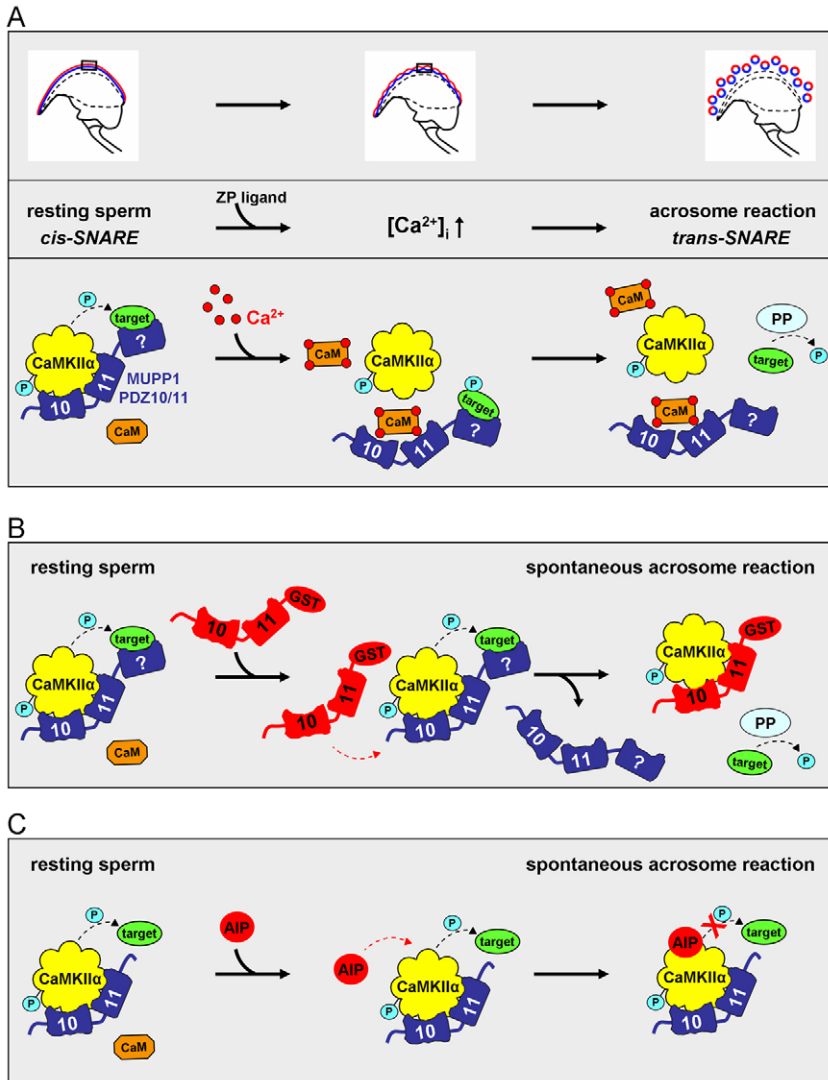 A
ZP ligand
resting sperm
cis-SNARE
[Ca²⁺]ᵢ ↑
acrosome reaction
trans-SNARE
P
target
?
CaMKIIα
11
P
10
MUPP1
PDZ10/11
CaM
Ca²⁺
CaM
CaMKIIα
P
P
target
CaM
10
11
?
CaM
CaMKIIα
P
PP
target
P
CaM
10
11
?
B
resting sperm
spontaneous acrosome reaction
P
target
?
CaMKIIα
11
P
10
CaM
10
11
GST
GST
11
10
P
target
?
CaMKIIα
11
P
10
10
11
?
GST
CaMKIIα
11
P
10
PP
target
P
C
resting sperm
spontaneous acrosome reaction
P
target
CaMKIIα
11
P
10
CaM
AIP
AIP
P
target
CaMKIIα
11
P
10
P
AIP
target
CaMKIIα
11
P
10